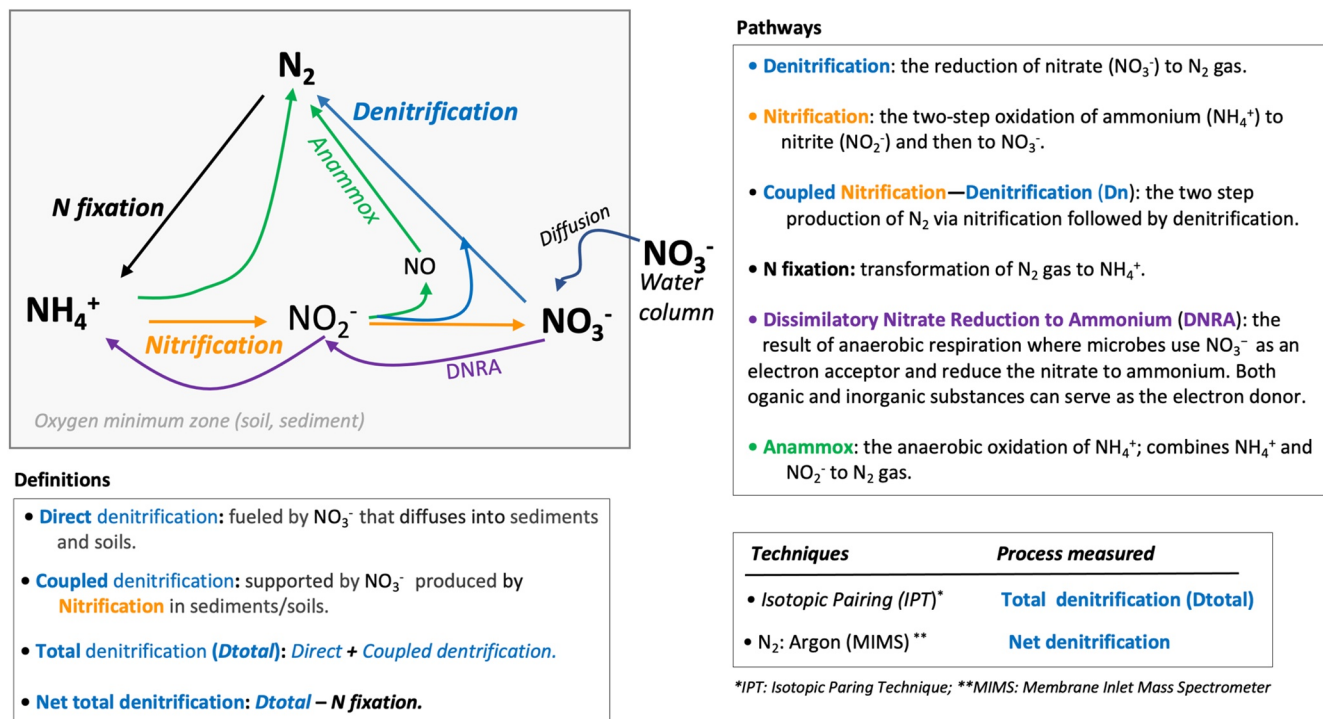 N₂
Denitrification
Anammox
N fixation
Diffusion
NO₃⁻
Water
column
NO
NH₄⁺
NO₂⁻
NO₃⁻
Nitrification
DNRA
Oxygen minimum zone (soil, sediment)
Definitions
• Direct denitrification: fueled by NO₃⁻ that diffuses into sediments
and soils.
• Coupled denitrification: supported by NO₃⁻ produced by
Nitrification in sediments/soils.
• Total denitrification (Dtotal): Direct + Coupled dentrification.
• Net total denitrification: Dtotal – N fixation.
Pathways
• Denitrification: the reduction of nitrate (NO₃⁻) to N₂ gas.
• Nitrification: the two-step oxidation of ammonium (NH₄⁺) to
nitrite (NO₂⁻) and then to NO₃⁻.
• Coupled Nitrification—Denitrification (Dn): the two step
production of N₂ via nitrification followed by denitrification.
• N fixation: transformation of N₂ gas to NH₄⁺.
• Dissimilatory Nitrate Reduction to Ammonium (DNRA): the
result of anaerobic respiration where microbes use NO₃⁻ as an
electron acceptor and reduce the nitrate to ammonium. Both
oganic and inorganic substances can serve as the electron donor.
• Anammox: the anaerobic oxidation of NH₄⁺; combines NH₄⁺ and
NO₂⁻ to N₂ gas.
Techniques Process measured
• Isotopic Pairing (IPT)* Total denitrification (Dtotal)
• N₂: Argon (MIMS) ** Net denitrification
*IPT: Isotopic Paring Technique; **MIMS: Membrane Inlet Mass Spectrometer